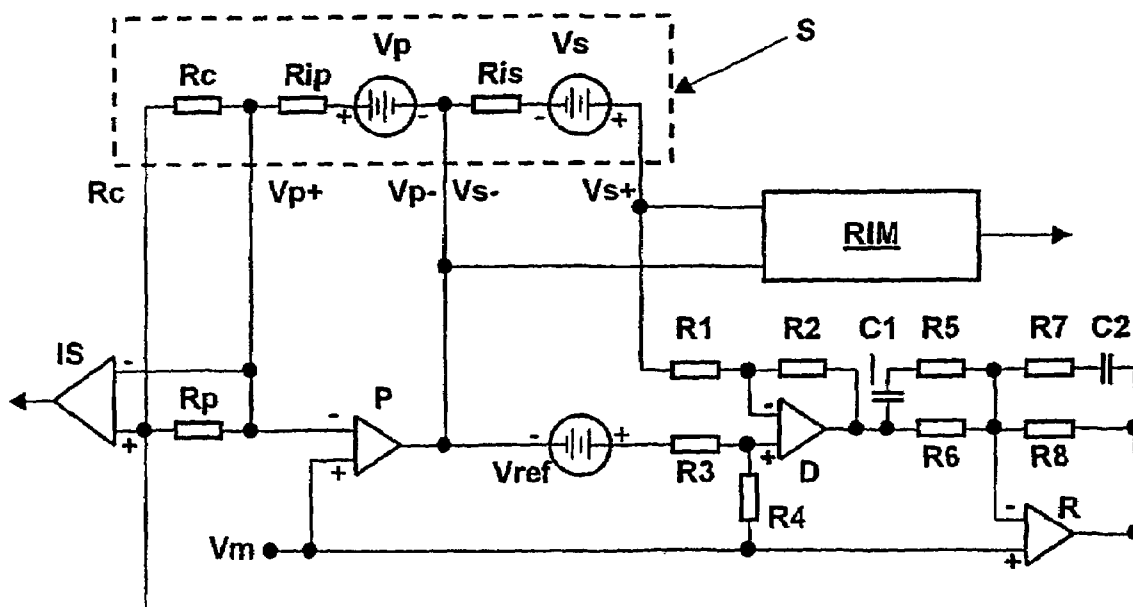 S
Vp Vs
Rc Rip Ris
+ - - +
Rc Vp+ Vp- Vs- Vs+
RIM
R1 R2 C1 R5 R7 C2
IS -
Rp P - -
+ - + +
Vref R3 D R6 R8
+ R4 - R
Vm +